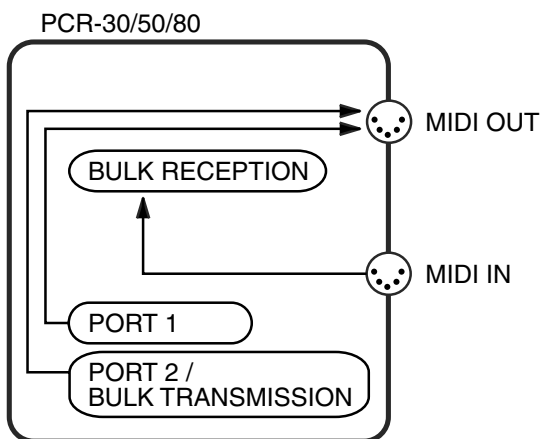 PCR-30/50/80
MIDI OUT
BULK RECEPTION
MIDI IN
PORT 1
PORT 2 /
BULK TRANSMISSION